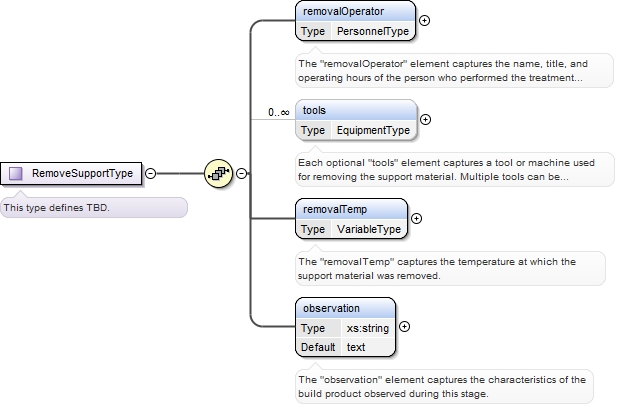 removalOperator
Type PersonnelType
The "removalOperator" element captures the name, title, and
operating hours of the person who performed the treatment...
0..∞
tools
Type EquipmentType
Each optional "tools" element captures a tool or machine used
for removing the support material. Multiple tools can be...
RemoveSupportType
This type defines TBD.
removalTemp
Type VariableType
The "removalTemp" captures the temperature at which the
support material was removed.
observation
Type xs:string
Default text
The "observation" element captures the characteristics of the
build product observed during this stage.